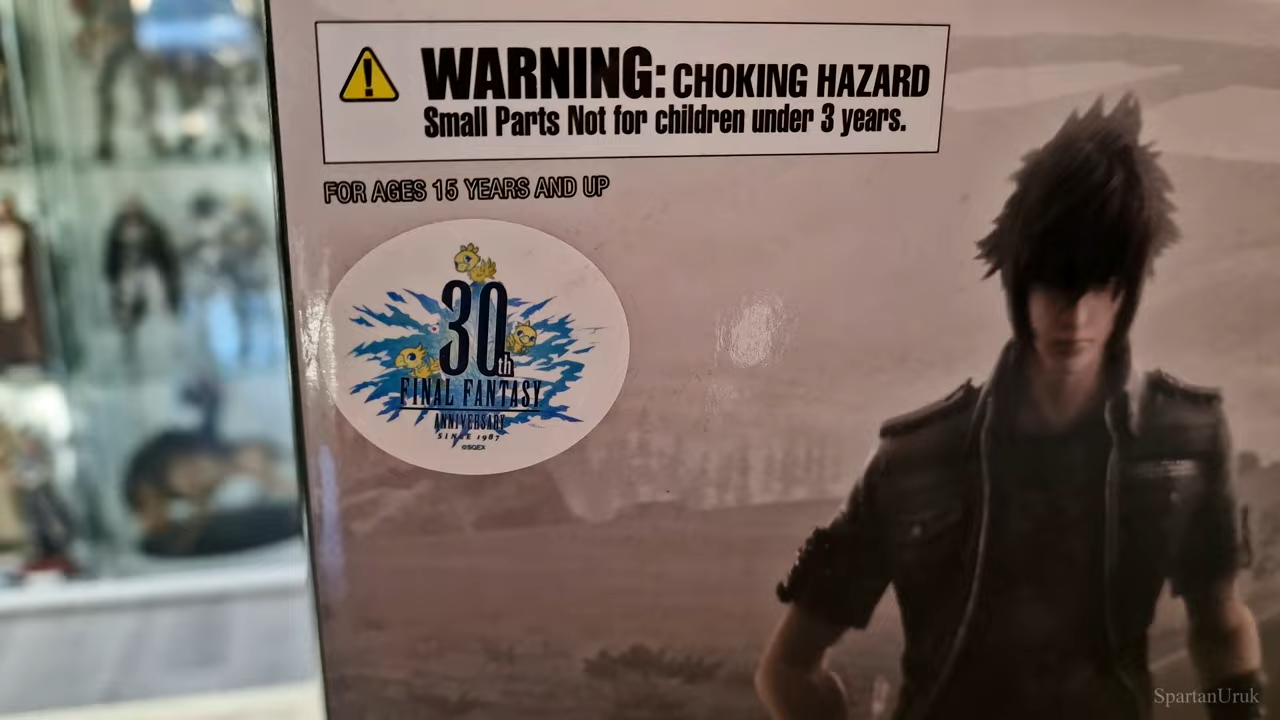 WARNING: CHOKING HAZARD
Small Parts Not for children under 3 years.
FOR AGES 15 YEARS AND UP
30th
FINAL FANTASY
ANNIVERSARY
SINCE 1987
©SQEX
SpartanUruk